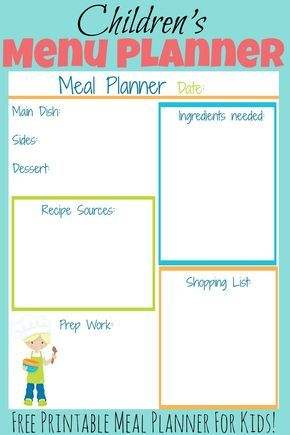 Children's
Menu Planner
Meal Planner Date:
Main Dish:
Sides:
Dessert:
Ingredients needed:
Recipe Sources:
Shopping List:
Prep Work:
Free Printable Meal Planner For Kids!